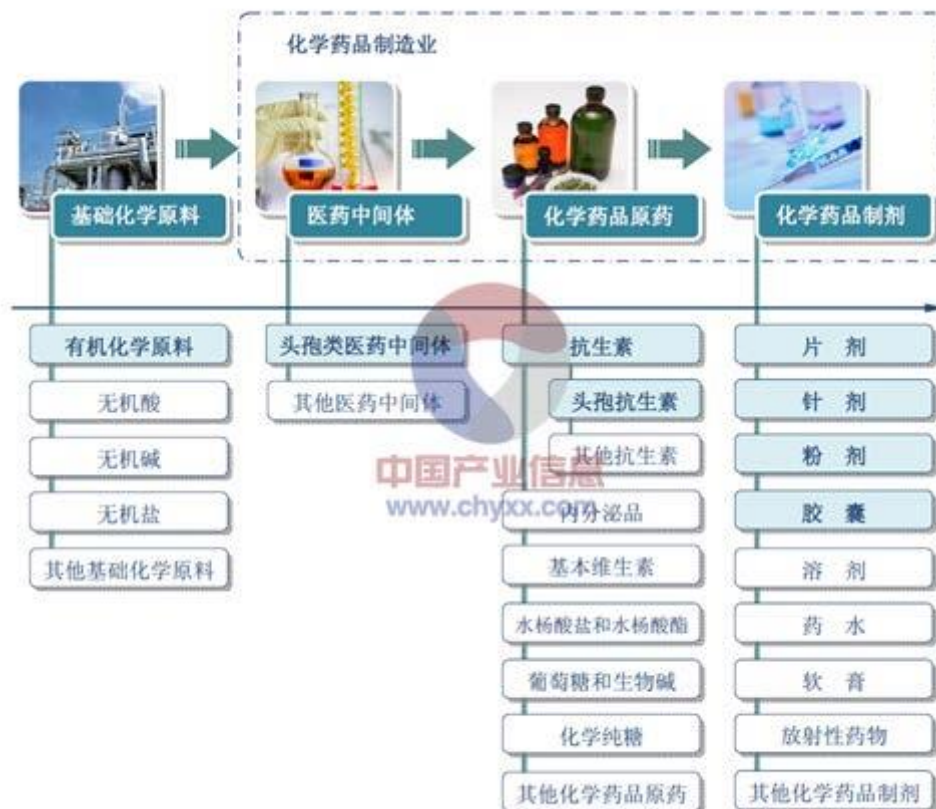 化学药品制造业
基础化学原料
医药中间体
化学药品原药
化学药品制剂
有机化学原料
无机酸
无机碱
无机盐
其他基础化学原料
头孢类医药中间体
其他医药中间体
抗生素
头孢抗生素
其他抗生素
内分泌品
基本维生素
水杨酸盐和水杨酸酯
葡萄糖和生物碱
化学纯糖
其他化学药品原药
片 剂
针 剂
粉 剂
胶 囊
溶 剂
药 水
软 膏
放射性药物
其他化学药品制剂
中国产业信息
www.chyxx.com